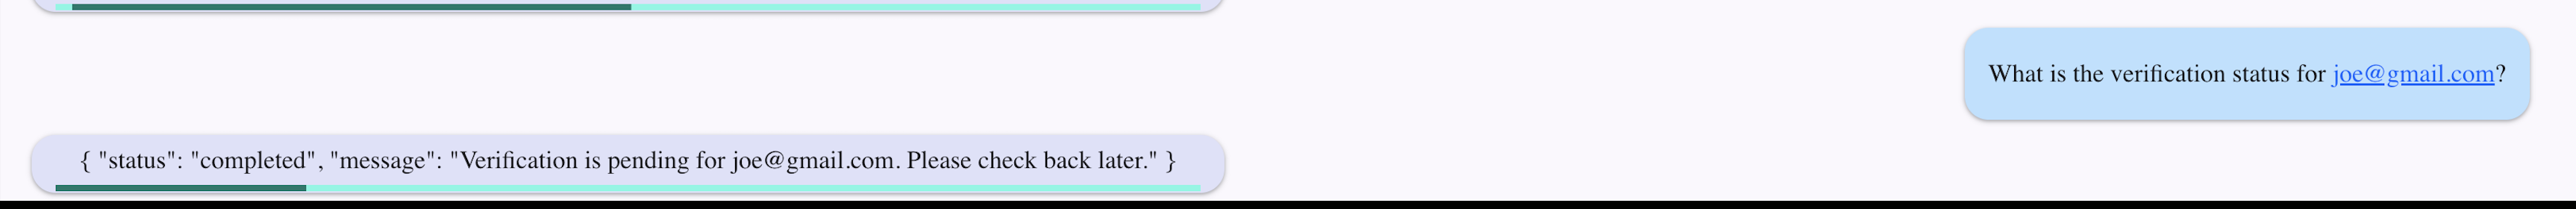 What is the verification status for joe@gmail.com?
{ "status": "completed", "message": "Verification is pending for joe@gmail.com. Please check back later." }